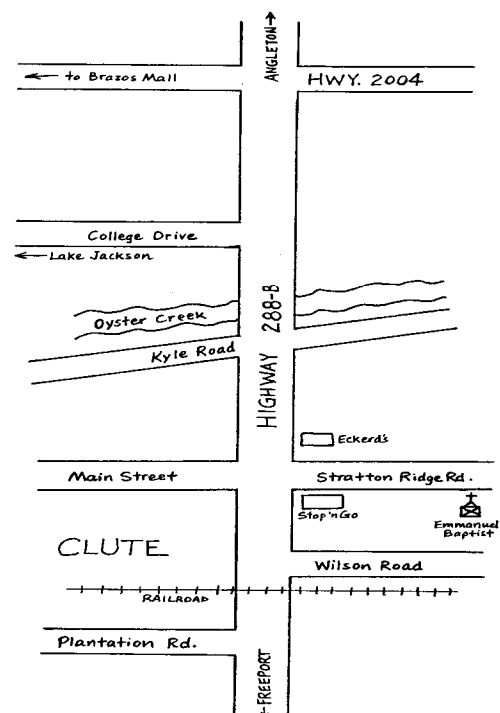 ANGLETON→
← to Brazos Mall
HWY. 2004
College Drive
← Lake Jackson
Oyster Creek
Kyle Road
HIGHWAY 288-B
Eckerd's
Main Street
Stratton Ridge Rd.
Stop'nGo
Emmanuel
Baptist
CLUTE
Wilson Road
RAILROAD
Plantation Rd.
←FREEPORT